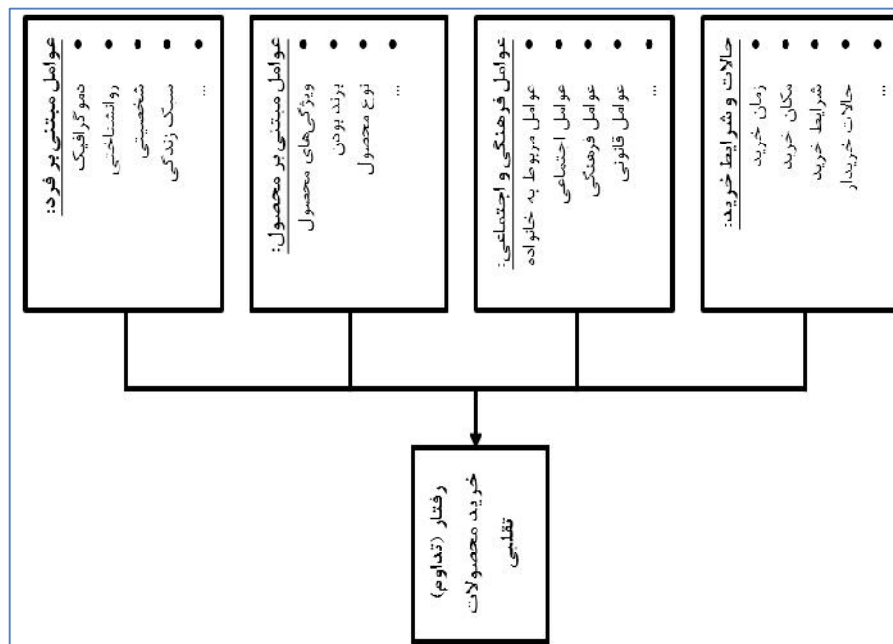 عوامل مبتنی بر فرد:
• دموگرافیک
• روانشناختی
• شخصیتی
• سبک زندگی
• ...
عوامل مبتنی بر محصول:
• ویژگی‌های محصول
• برند بودن
• نوع محصول
• ...
عوامل فرهنگی و اجتماعی:
• عوامل مربوط به خانواده
• عوامل اجتماعی
• عوامل فرهنگی
• عوامل قانونی
• ...
حالات و شرایط خرید:
• زمان خرید
• مکان خرید
• شرایط خرید
• حالات خریدار
• ...
رفتار (تداوم)
خرید محصولات
تقلبی